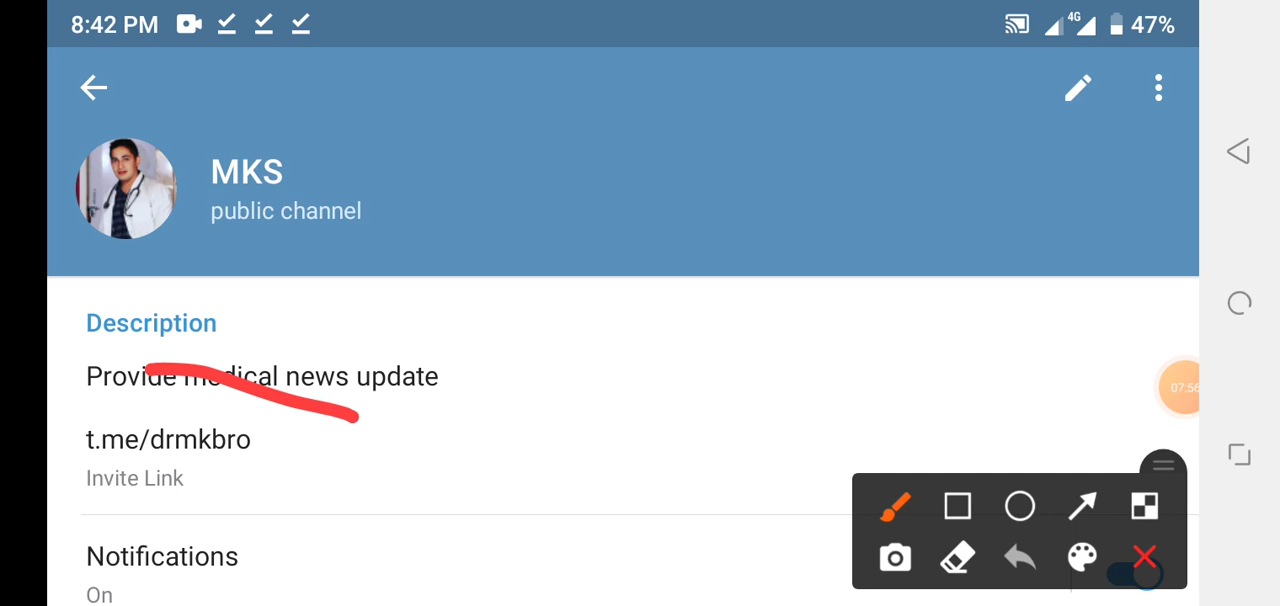 8:42 PM 4G 47%
MKS
public channel
Description
Provide medical news update
07:56
t.me/drmkbro
Invite Link
Notifications
On